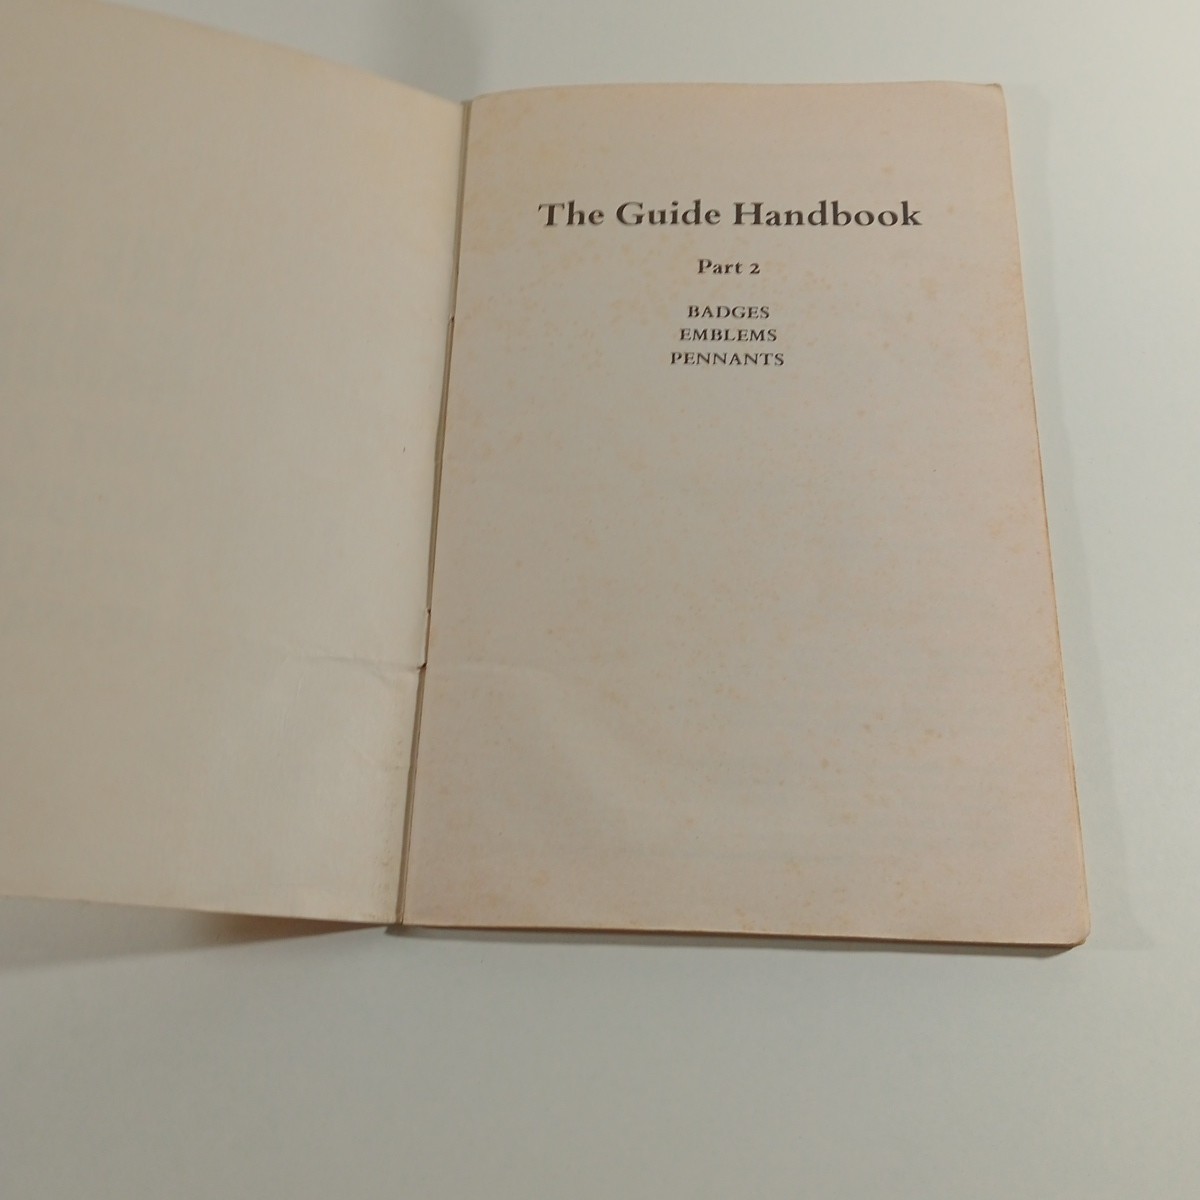 The Guide Handbook
Part 2
BADGES
EMBLEMS
PENNANTS